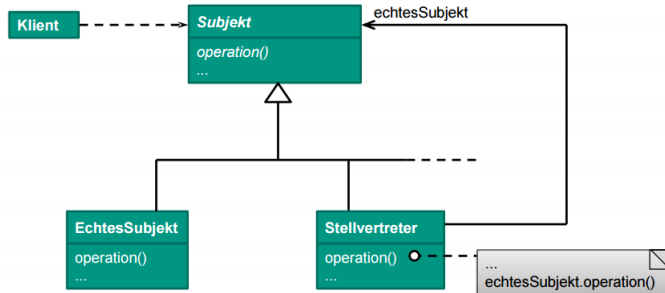 Klient
Subjekt
operation()
...
echtesSubjekt
EchtesSubjekt
operation()
...
Stellvertreter
operation()
...
...
echtesSubjekt.operation()